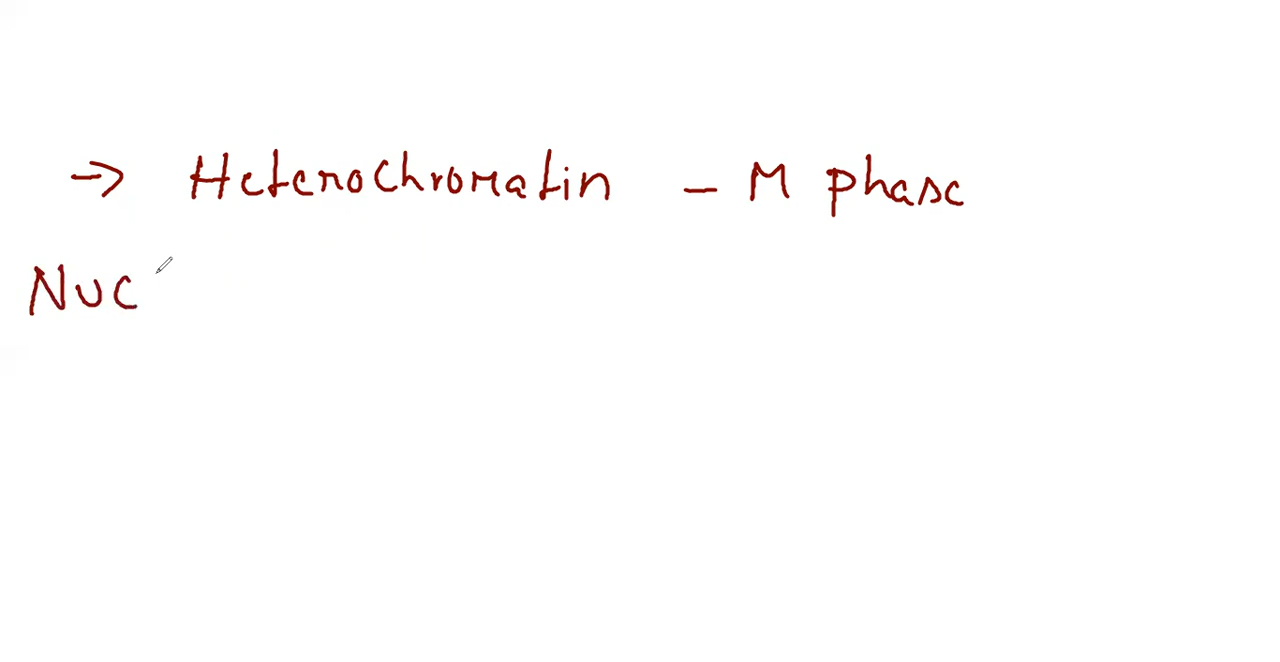 → Heterochromatin – M phase
Nuc